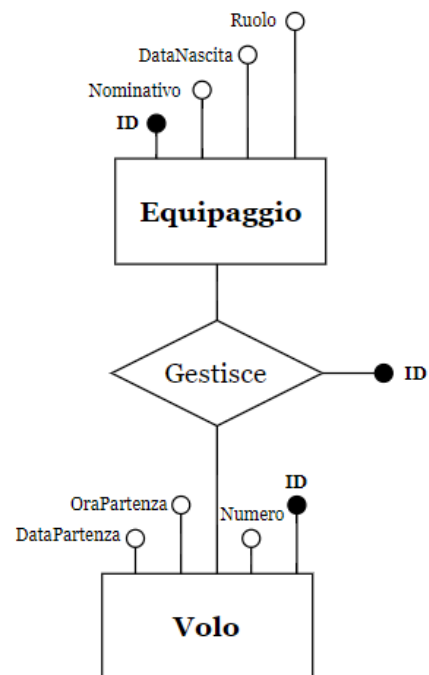 Ruolo
DataNascita
Nominativo
ID
Equipaggio
Gestisce
ID
ID
OraPartenza
Numero
DataPartenza
Volo